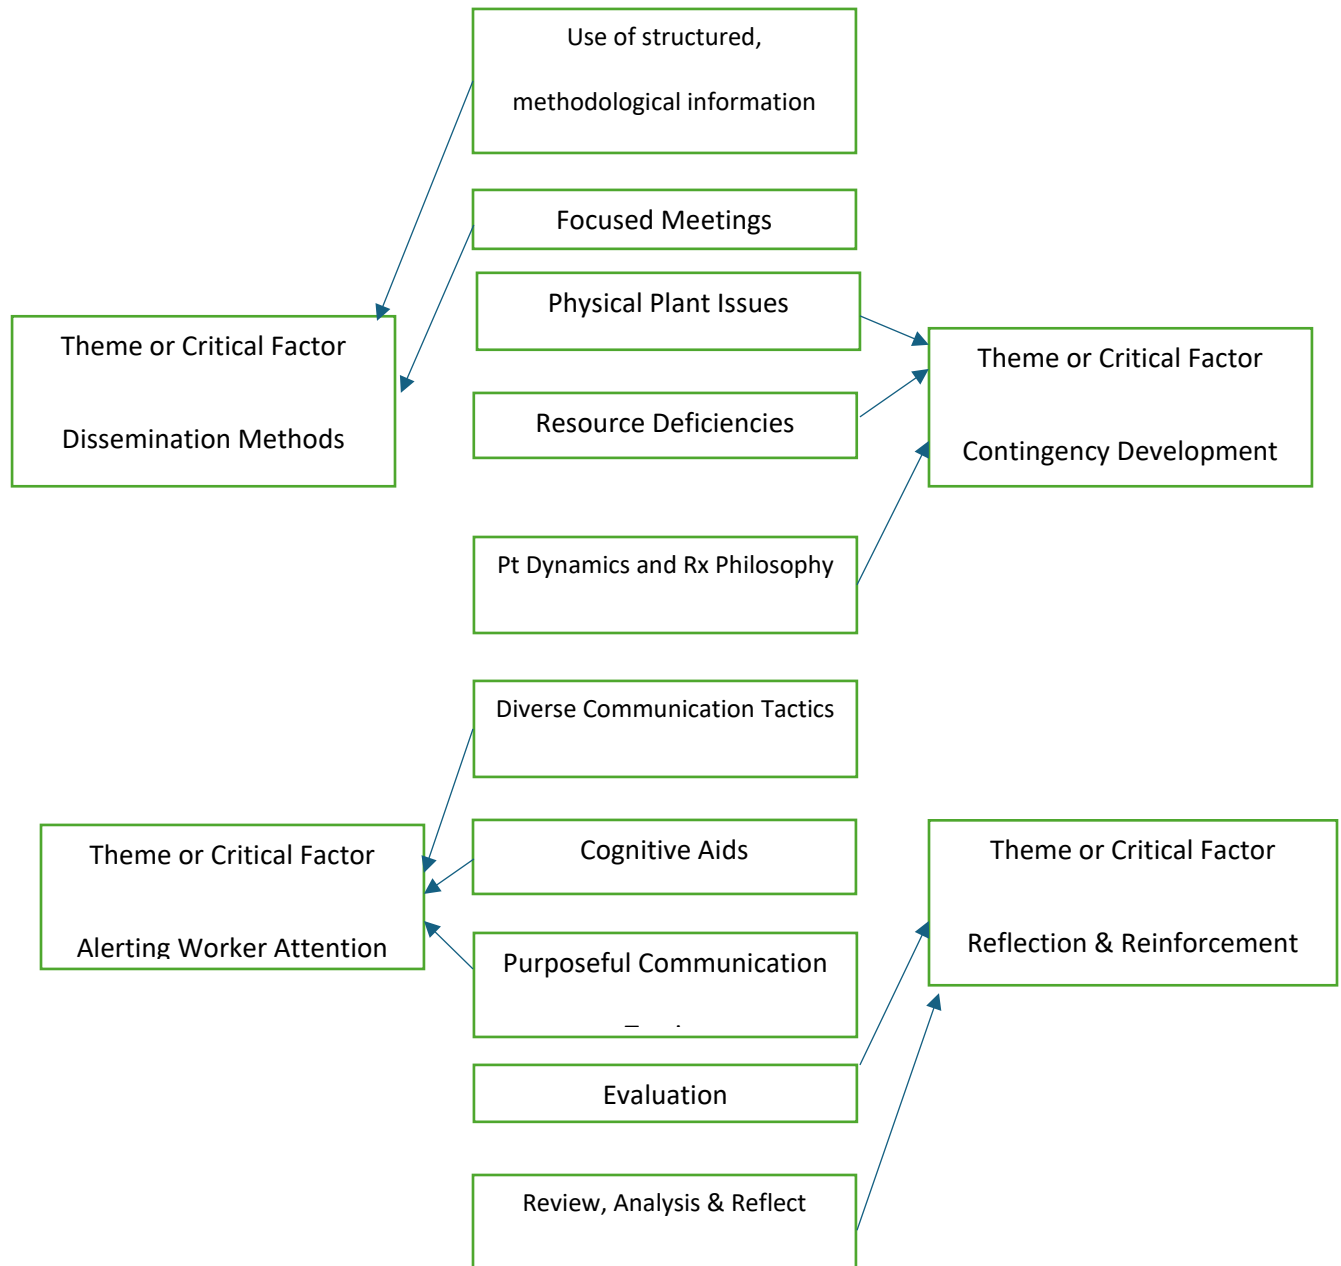 Use of structured,
methodological information
Focused Meetings
Physical Plant Issues
Theme or Critical Factor
Dissemination Methods
Theme or Critical Factor
Contingency Development
Resource Deficiencies
Pt Dynamics and Rx Philosophy
Diverse Communication Tactics
Theme or Critical Factor
Alerting Worker Attention
Cognitive Aids
Theme or Critical Factor
Reflection & Reinforcement
Purposeful Communication
Evaluation
Review, Analysis & Reflect